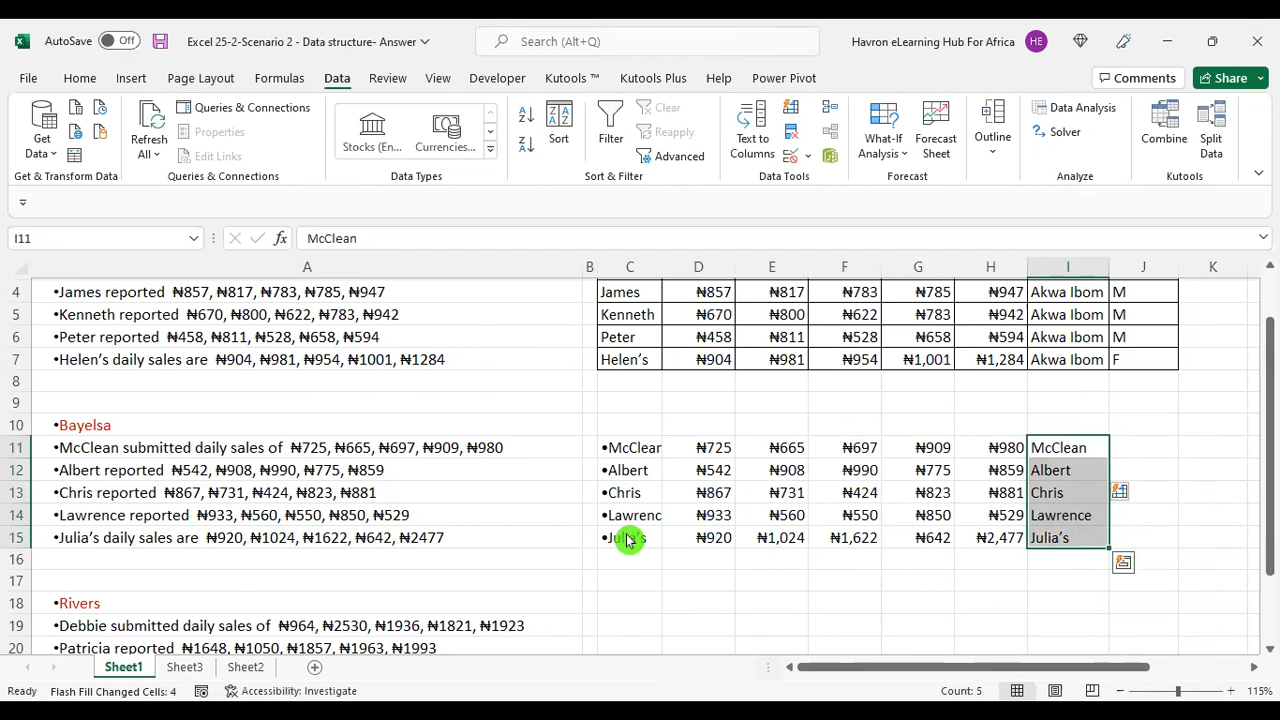 AutoSave Off Excel 25-2-Scenario 2 - Data structure- Answer Search (Alt+Q) Havron eLearning Hub For Africa HE
File Home Insert Page Layout Formulas Data Review View Developer Kutools ™ Kutools Plus Help Power Pivot Comments Share
Get Data Refresh All Queries & Connections Properties Edit Links Stocks (En... Currencies... Sort Filter Clear Reapply Advanced Text to Columns What-If Analysis Forecast Sheet Outline Data Analysis Solver Combine Split Data
Get & Transform Data Queries & Connections Data Types Sort & Filter Data Tools Forecast Analyze Kutools
I11 fx McClean
A B C D E F G H I J K
4 •James reported ₦857, ₦817, ₦783, ₦785, ₦947 James ₦857 ₦817 ₦783 ₦785 ₦947 Akwa Ibom M
5 •Kenneth reported ₦670, ₦800, ₦622, ₦783, ₦942 Kenneth ₦670 ₦800 ₦622 ₦783 ₦942 Akwa Ibom M
6 •Peter reported ₦458, ₦811, ₦528, ₦658, ₦594 Peter ₦458 ₦811 ₦528 ₦658 ₦594 Akwa Ibom M
7 •Helen’s daily sales are ₦904, ₦981, ₦954, ₦1001, ₦1284 Helen’s ₦904 ₦981 ₦954 ₦1,001 ₦1,284 Akwa Ibom F
8
9
10 •Bayelsa
11 •McClean submitted daily sales of ₦725, ₦665, ₦697, ₦909, ₦980 •McClean ₦725 ₦665 ₦697 ₦909 ₦980 McClean
12 •Albert reported ₦542, ₦908, ₦990, ₦775, ₦859 •Albert ₦542 ₦908 ₦990 ₦775 ₦859 Albert
13 •Chris reported ₦867, ₦731, ₦424, ₦823, ₦881 •Chris ₦867 ₦731 ₦424 ₦823 ₦881 Chris
14 •Lawrence reported ₦933, ₦560, ₦550, ₦850, ₦529 •Lawrenc ₦933 ₦560 ₦550 ₦850 ₦529 Lawrence
15 •Julia’s daily sales are ₦920, ₦1024, ₦1622, ₦642, ₦2477 •Julia’s ₦920 ₦1,024 ₦1,622 ₦642 ₦2,477 Julia’s
16
17
18 •Rivers
19 •Debbie submitted daily sales of ₦964, ₦2530, ₦1936, ₦1821, ₦1923
20 •Patricia reported ₦1648, ₦1050, ₦1857, ₦1963, ₦1993
Sheet1 Sheet3 Sheet2
Ready Flash Fill Changed Cells: 4 Accessibility: Investigate Count: 5 115%